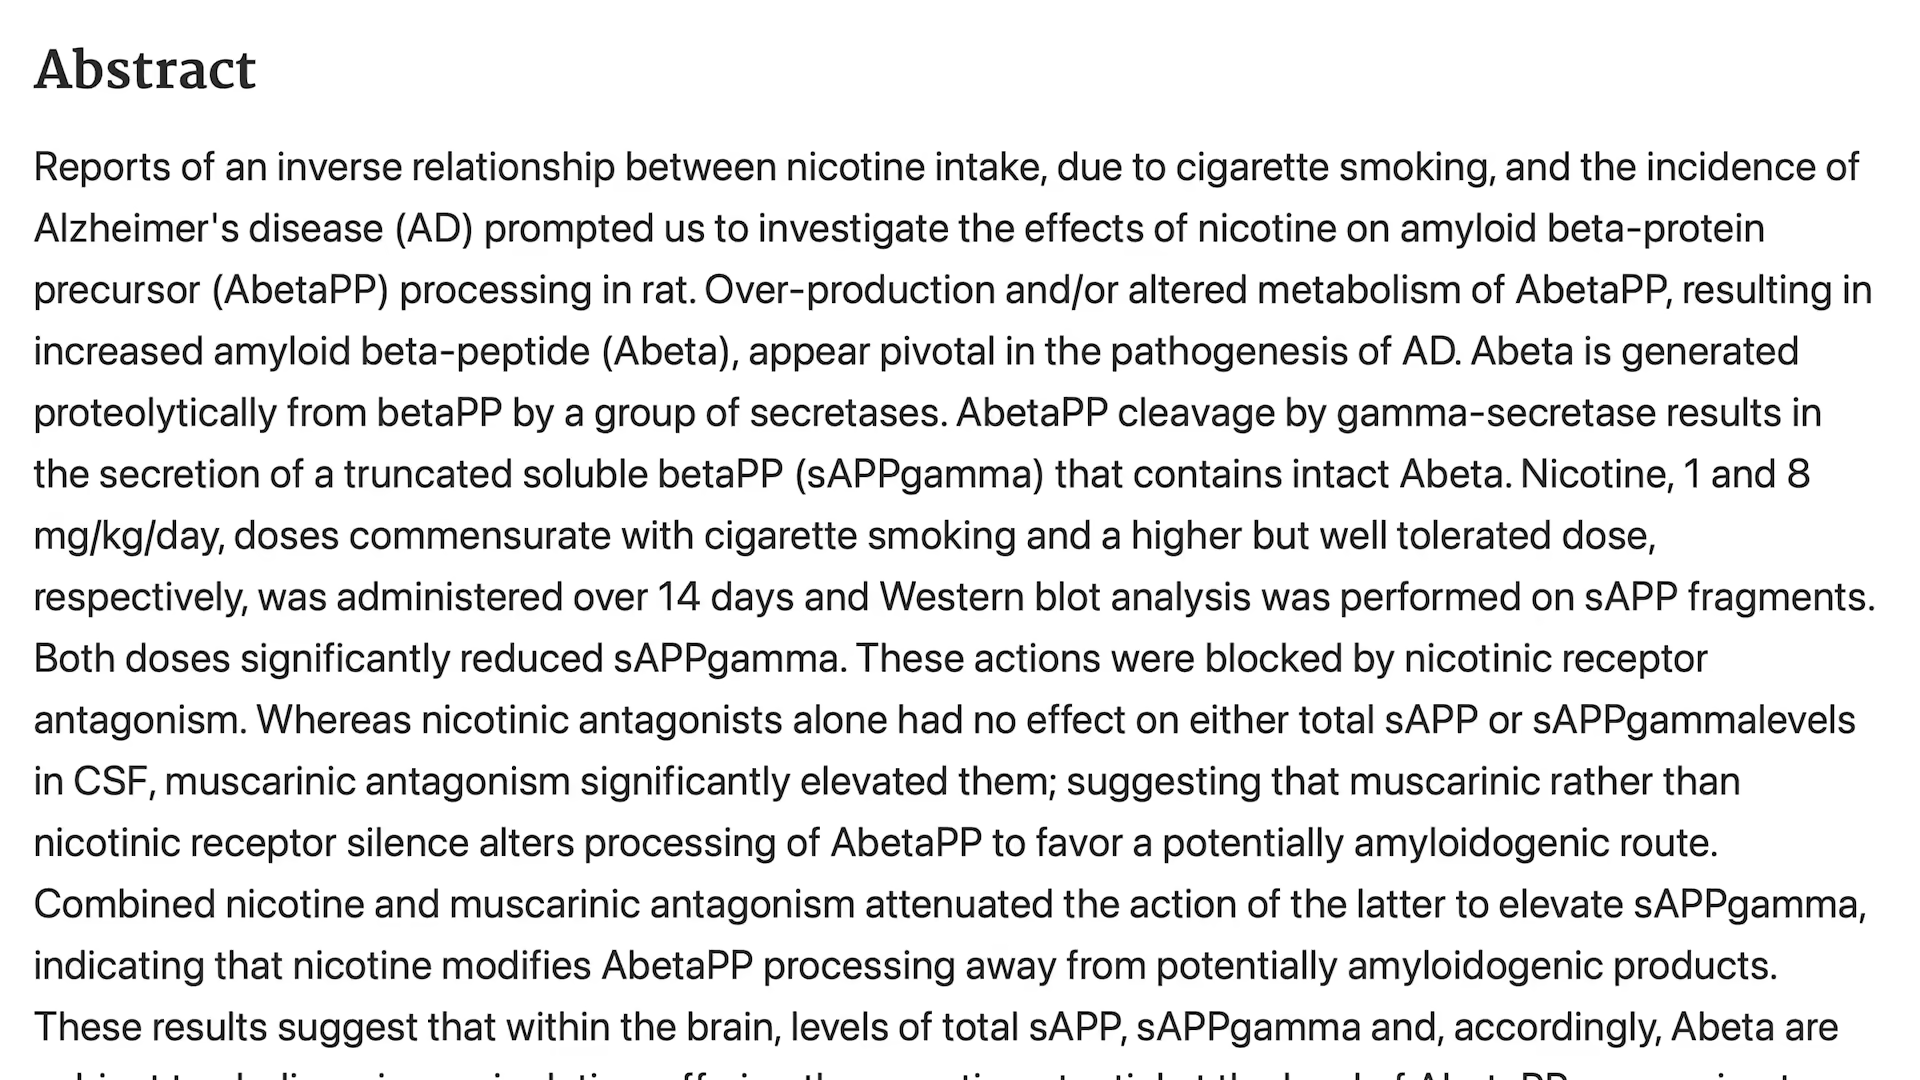 Abstract
Reports of an inverse relationship between nicotine intake, due to cigarette smoking, and the incidence of
Alzheimer's disease (AD) prompted us to investigate the effects of nicotine on amyloid beta-protein
precursor (AbetaPP) processing in rat. Over-production and/or altered metabolism of AbetaPP, resulting in
increased amyloid beta-peptide (Abeta), appear pivotal in the pathogenesis of AD. Abeta is generated
proteolytically from betaPP by a group of secretases. AbetaPP cleavage by gamma-secretase results in
the secretion of a truncated soluble betaPP (sAPPgamma) that contains intact Abeta. Nicotine, 1 and 8
mg/kg/day, doses commensurate with cigarette smoking and a higher but well tolerated dose,
respectively, was administered over 14 days and Western blot analysis was performed on sAPP fragments.
Both doses significantly reduced sAPPgamma. These actions were blocked by nicotinic receptor
antagonism. Whereas nicotinic antagonists alone had no effect on either total sAPP or sAPPgammalevels
in CSF, muscarinic antagonism significantly elevated them; suggesting that muscarinic rather than
nicotinic receptor silence alters processing of AbetaPP to favor a potentially amyloidogenic route.
Combined nicotine and muscarinic antagonism attenuated the action of the latter to elevate sAPPgamma,
indicating that nicotine modifies AbetaPP processing away from potentially amyloidogenic products.
These results suggest that within the brain, levels of total sAPP, sAPPgamma and, accordingly, Abeta are